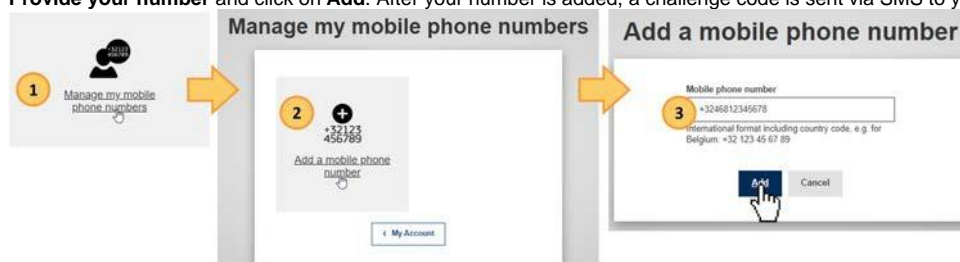 Provide your number and click on Add. After your number is added, a challenge code is sent via SMS to y
+32123
456789
1
Manage my mobile
phone numbers
Manage my mobile phone numbers
2
+32123
456789
Add a mobile phone
number
‹ My Account
Add a mobile phone number
Mobile phone number
3
+3246812345678
International format including country code, e.g. for
Belgium: +32 123 45 67 89
Add
Cancel